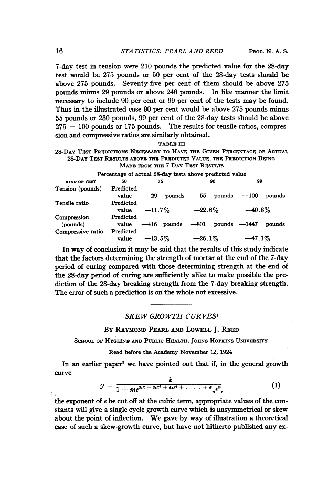 16 STATISTICS: PEARL AND REED PROC. N. A. S.
7-day test in tension were 210 pounds the predicted value for the 28-day
test would be 275 pounds or 50 per cent of the 28-day tests should be
above 275 pounds. Seventy-five per cent of them should be above 275
pounds minus 29 pounds or above 246 pounds. In like manner the limit
necessary to include 90 per cent or 99 per cent of the tests may be found.
Thus in the illustrated case 90 per cent would be above 275 pounds minus
55 pounds or 220 pounds, 99 per cent of the 28-day tests should be above
275 − 100 pounds or 175 pounds. The results for tensile ratios, compres-
sion and compressive ratios are similarly obtained.
TABLE III
28-DAY TEST PREDICTIONS NECESSARY TO HAVE THE GIVEN PERCENTAGE OF ACTUAL
28-DAY TEST RESULTS ABOVE THE PREDICTED VALUE, THE PREDICTION BEING
MADE FROM THE 7-DAY TEST RESULTS
Percentage of actual 28-day tests above predicted value
KIND OF TEST 50 75 90 99
Tension (pounds) Predicted
value −29 pounds −55 pounds −100 pounds
Tensile ratio Predicted
value −11.7% −22.6% −40.8%
Compression Predicted
(pounds) value −416 pounds −801 pounds −1447 pounds
Compressive ratio Predicted
value −13.5% −26.1% −47.1%
In way of conclusion it may be said that the results of this study indicate
that the factors determining the strength of mortar at the end of the 7-day
period of curing compared with those determining strength at the end of
the 28-day period of curing are sufficiently alike to make possible the pre-
diction of the 28-day breaking strength from the 7-day breaking strength.
The error of such a prediction is on the whole not excessive.
SKEW GROWTH CURVES¹
BY RAYMOND PEARL AND LOWELL J. REED
SCHOOL OF HYGIENE AND PUBLIC HEALTH, JOHNS HOPKINS UNIVERSITY
Read before the Academy November 12, 1924
In an earlier paper² we have pointed out that if, in the general growth
curve
(1)
the exponent of e be cut off at the cubic term, appropriate values of the con-
stants will give a single cycle growth curve which is unsymmetrical or skew
about the point of inflection. We gave by way of illustration a theoretical
case of such a skew-growth curve, but have not hitherto published any ex-